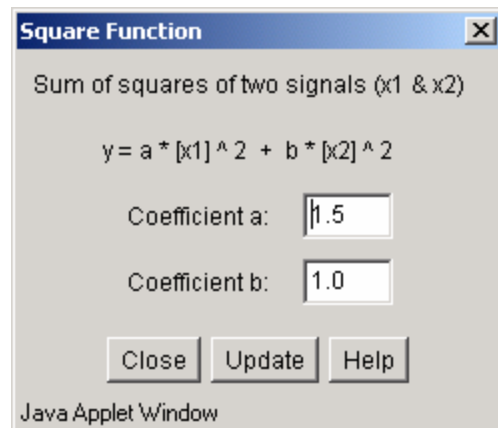 Square Function
Sum of squares of two signals (x1 & x2)
y = a * [x1] ^ 2 + b * [x2] ^ 2
Coefficient a: 1.5
Coefficient b: 1.0
Close Update Help
Java Applet Window